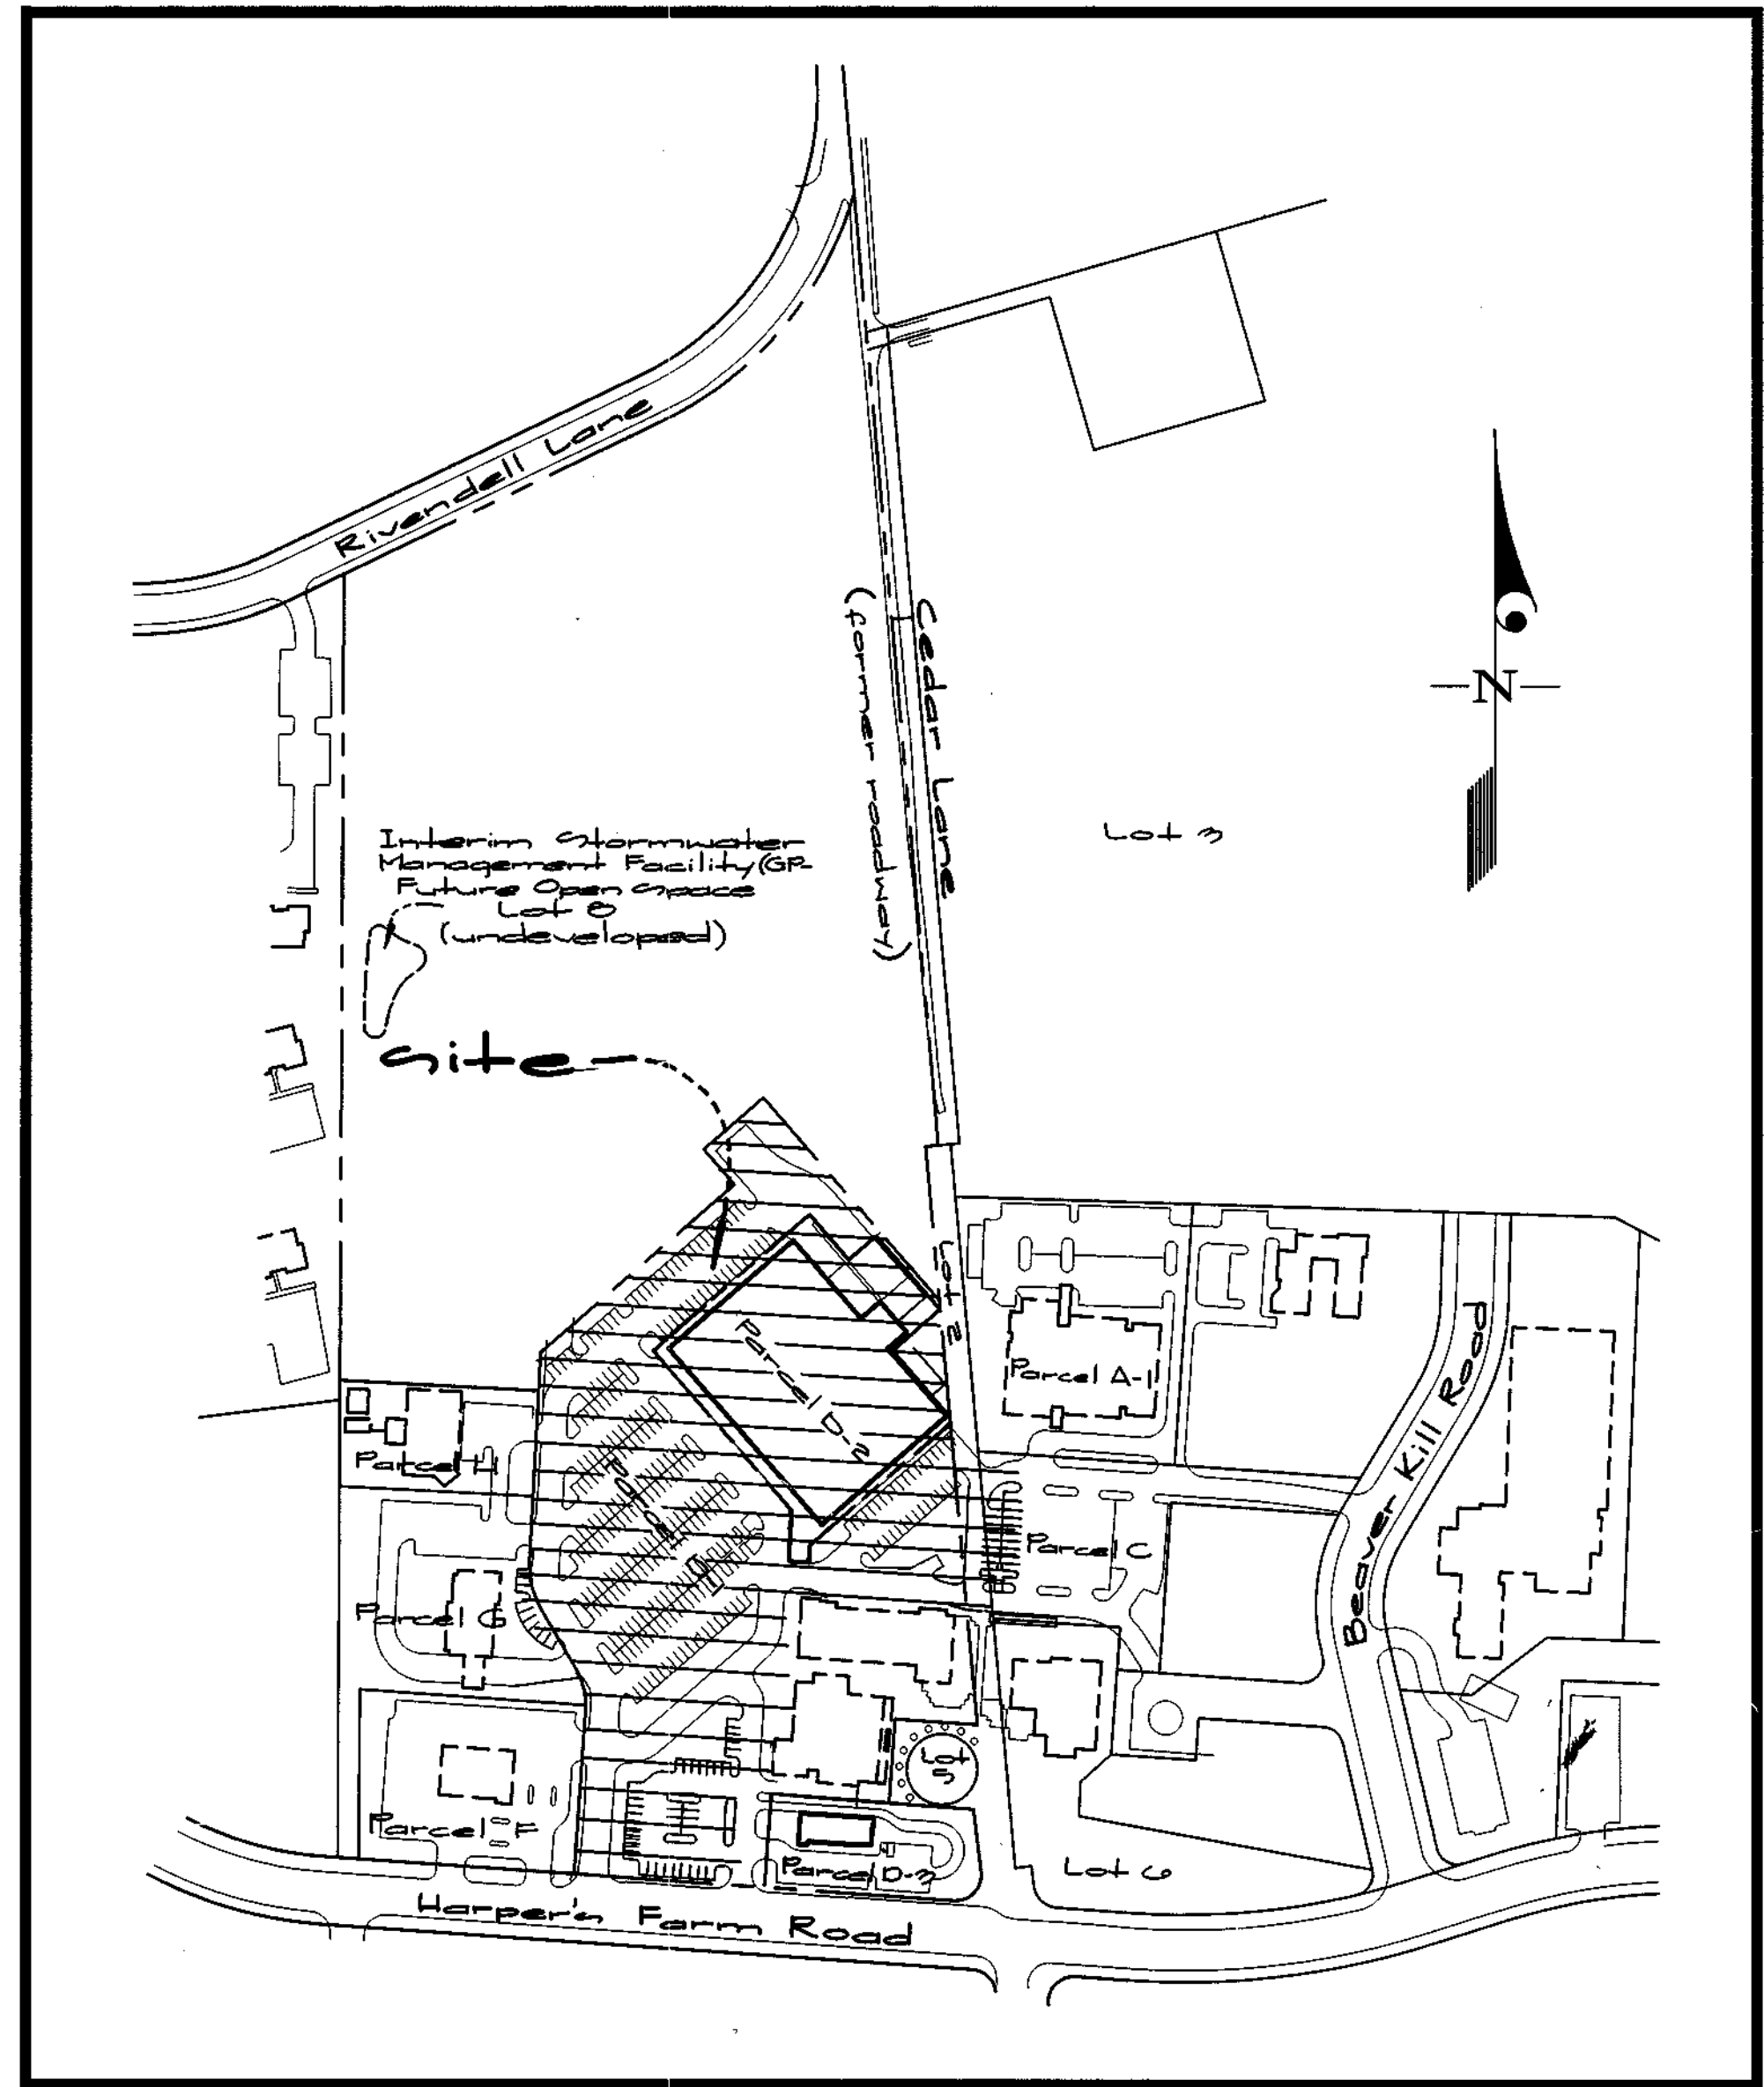 Rivendell Lane
Cedar Lane
(former roadway)
N
Lot 3
Interim Stormwater
Management Facility (GP-
Future Open Space
Lot 8
(undeveloped)
Site
Lot 2
Parcel D-2
Parcel A-1
Beaver Kill Road
Parcel H
Parcel
Parcel C
Parcel G
Lot
5
Parcel F
Parcel D-3
Lot 6
Harper's Farm Road